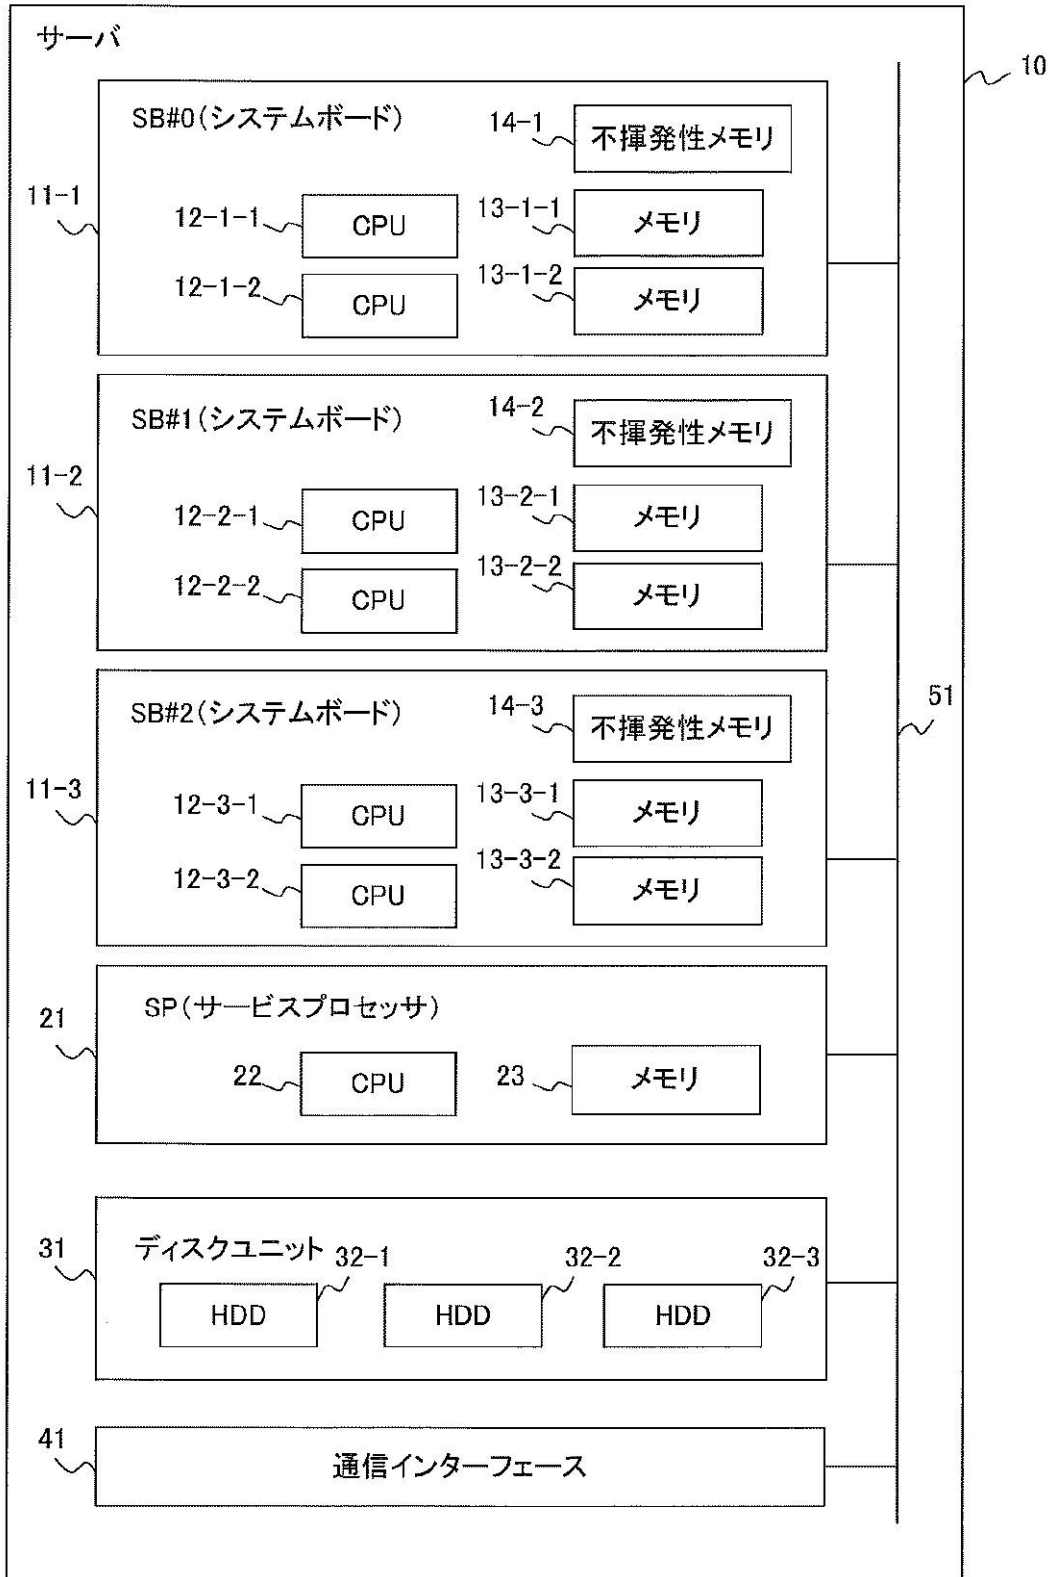 サーバ
10
SB#0(システムボード)
14-1
不揮発性メモリ
11-1
12-1-1
CPU
13-1-1
メモリ
12-1-2
CPU
13-1-2
メモリ
SB#1(システムボード)
14-2
不揮発性メモリ
11-2
12-2-1
CPU
13-2-1
メモリ
12-2-2
CPU
13-2-2
メモリ
SB#2(システムボード)
14-3
不揮発性メモリ
51
11-3
12-3-1
CPU
13-3-1
メモリ
12-3-2
CPU
13-3-2
メモリ
SP(サービスプロセッサ)
21
22
CPU
23
メモリ
31
ディスクユニット
32-1
32-2
32-3
HDD
HDD
HDD
41
通信インターフェース